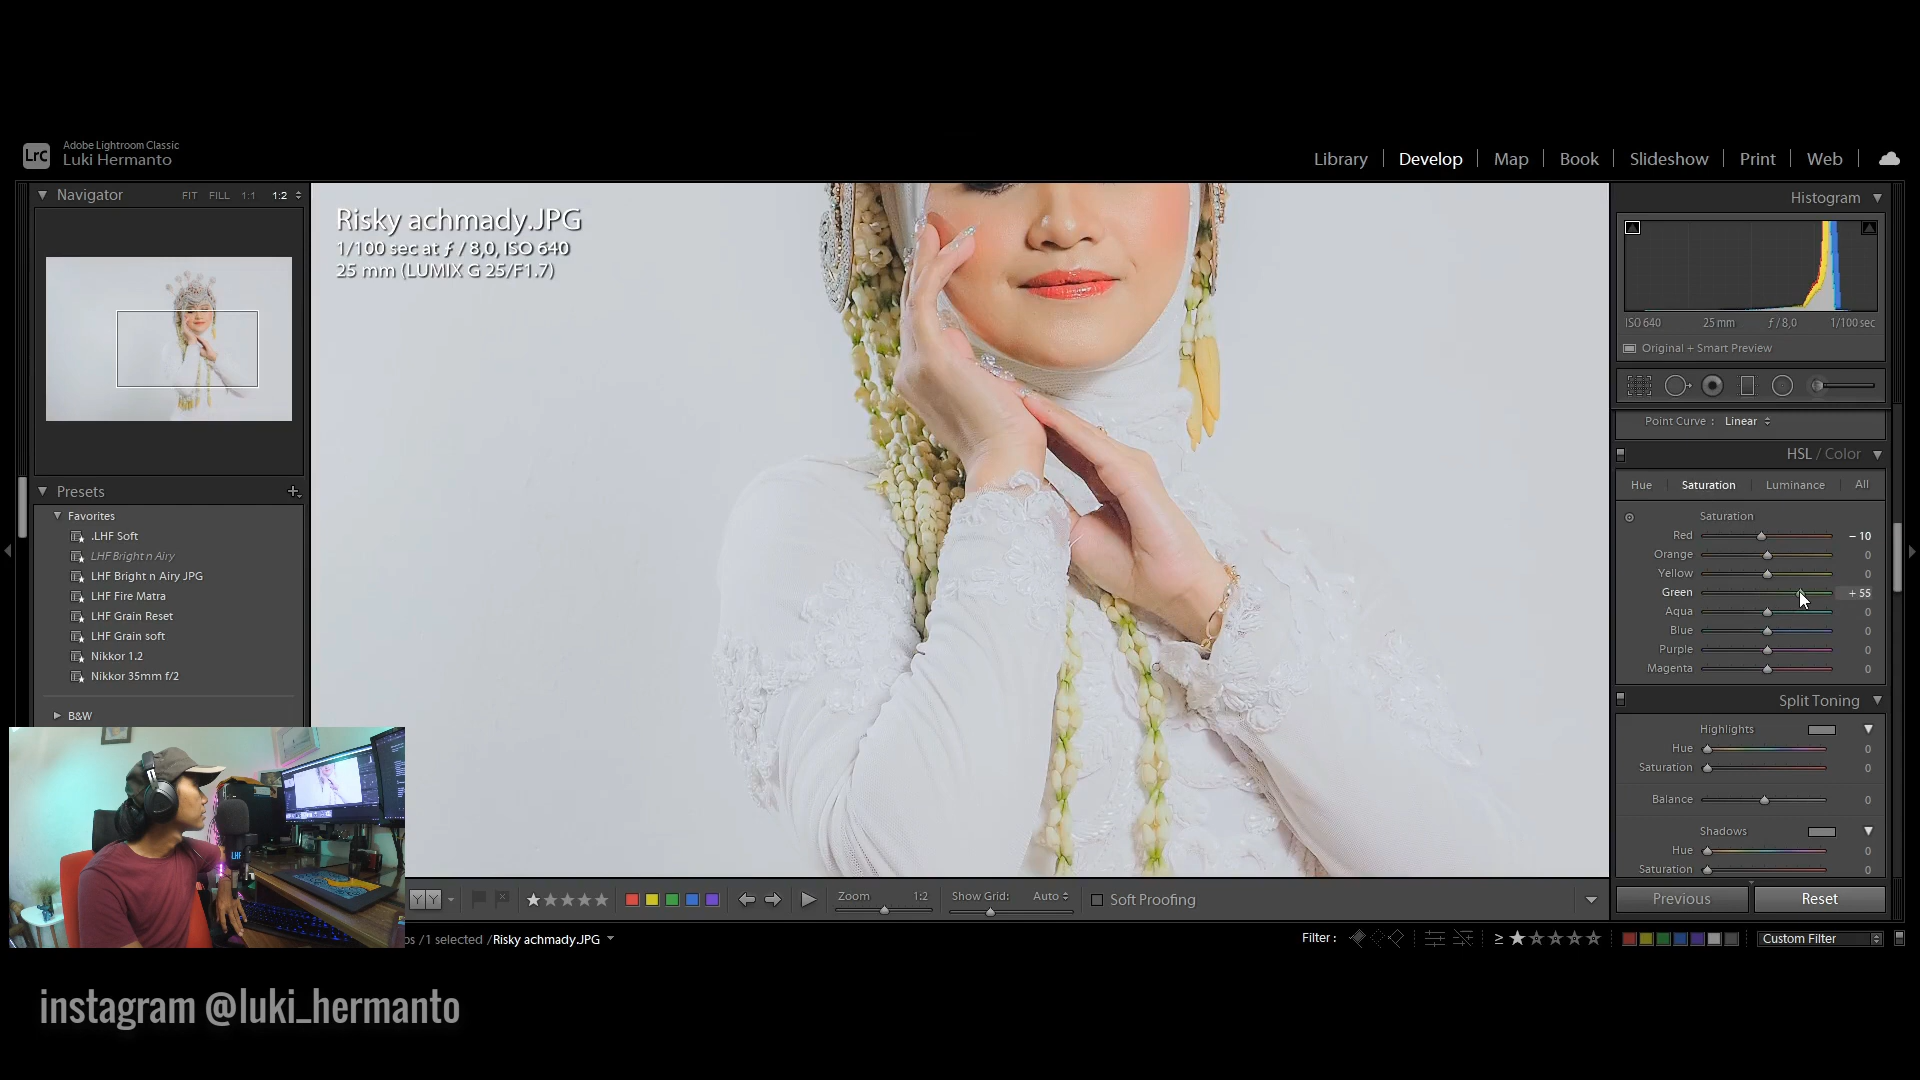 Lrc
Adobe Lightroom Classic
Luki Hermanto
Library
Develop
Map
Book
Slideshow
Print
Web
Navigator
FIT
FILL
1:1
1:2
Presets
Favorites
.LHF Soft
LHF Bright n Airy
LHF Bright n Airy JPG
LHF Fire Matra
LHF Grain Reset
LHF Grain soft
Nikkor 1.2
Nikkor 35mm f/2
B&W
LHF
Risky achmady.JPG
1/100 sec at ƒ / 8,0, ISO 640
25 mm (LUMIX G 25/F1.7)
Histogram
ISO 640 25 mm ƒ / 8,0 1/100 sec
Original + Smart Preview
Point Curve : Linear
HSL / Color
Hue Saturation Luminance All
Saturation
Red – 10
Orange 0
Yellow 0
Green + 55
Aqua 0
Blue 0
Purple 0
Magenta 0
Split Toning
Highlights
Hue 0
Saturation 0
Balance 0
Shadows
Hue 0
Saturation 0
Previous
Reset
YY
Zoom 1:2
Show Grid: Auto
Soft Proofing
/1 selected /Risky achmady.JPG
Filter :
≥
Custom Filter
instagram @luki_hermanto